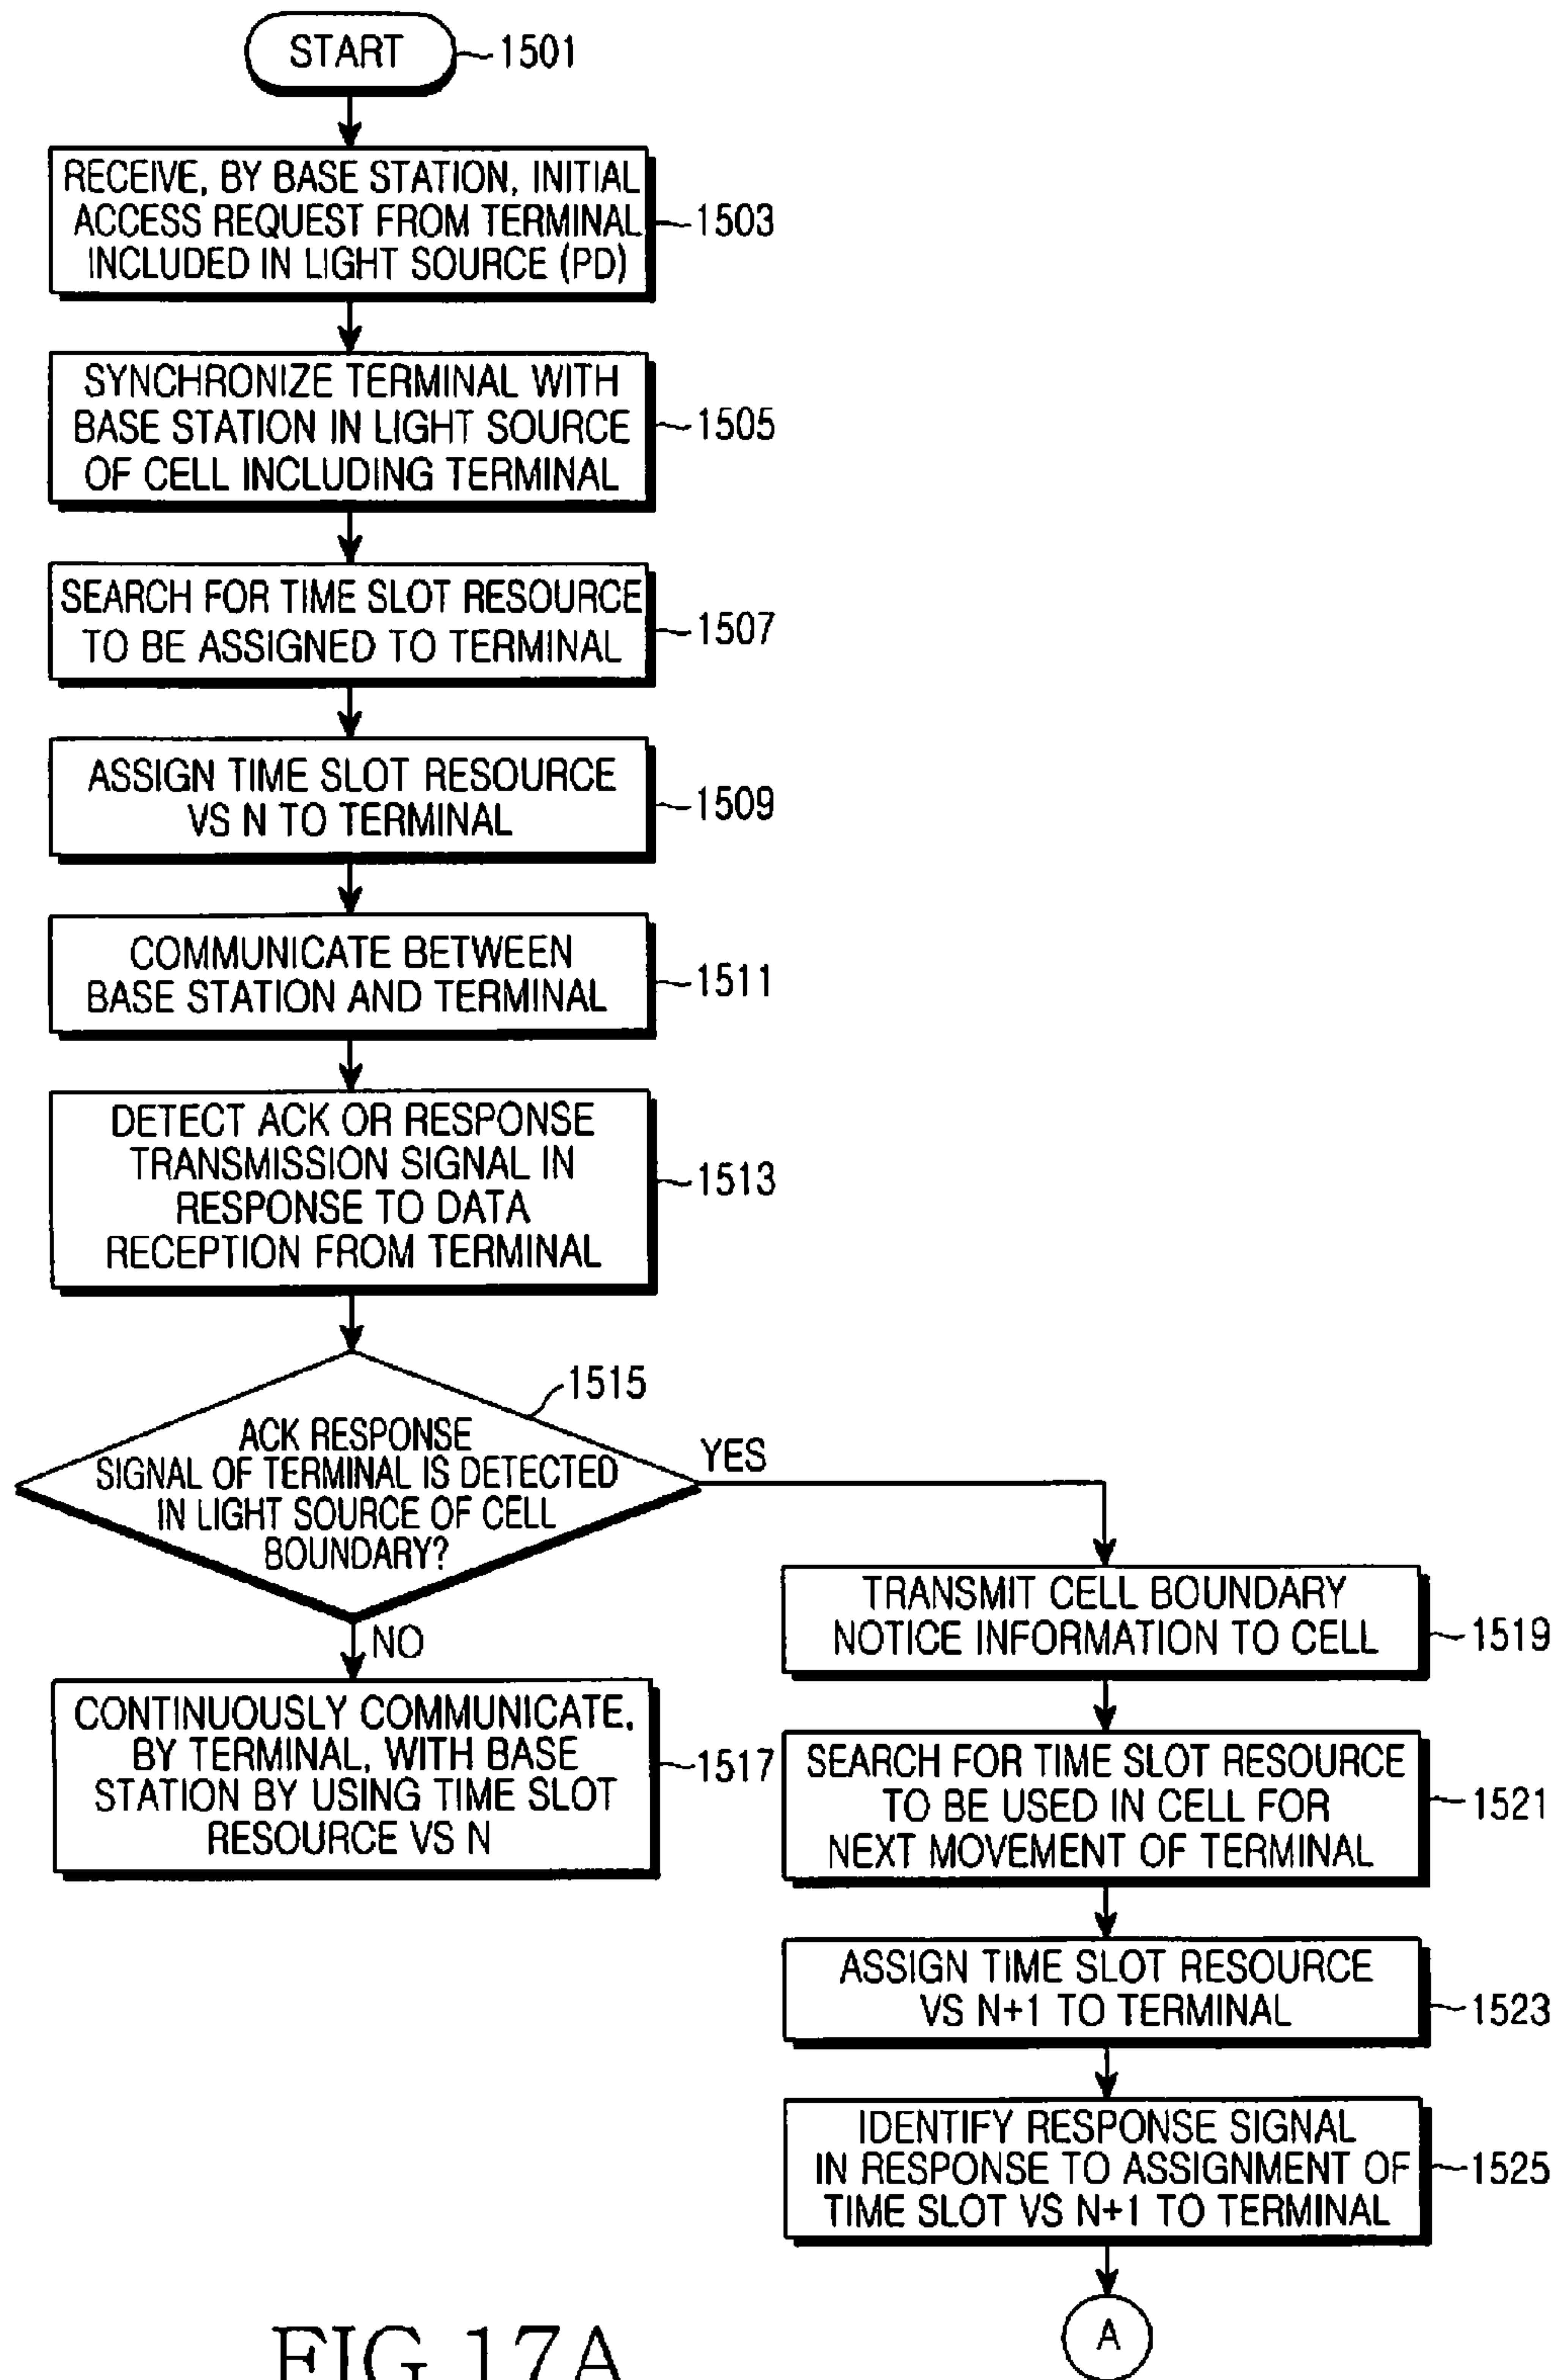 START
1501
RECEIVE, BY BASE STATION, INITIAL
ACCESS REQUEST FROM TERMINAL
INCLUDED IN LIGHT SOURCE (PD)
1503
SYNCHRONIZE TERMINAL WITH
BASE STATION IN LIGHT SOURCE
OF CELL INCLUDING TERMINAL
1505
SEARCH FOR TIME SLOT RESOURCE
TO BE ASSIGNED TO TERMINAL
1507
ASSIGN TIME SLOT RESOURCE
VS N TO TERMINAL
1509
COMMUNICATE BETWEEN
BASE STATION AND TERMINAL
1511
DETECT ACK OR RESPONSE
TRANSMISSION SIGNAL IN
RESPONSE TO DATA
RECEPTION FROM TERMINAL
1513
1515
ACK RESPONSE
SIGNAL OF TERMINAL IS DETECTED
IN LIGHT SOURCE OF CELL
BOUNDARY?
YES
NO
CONTINUOUSLY COMMUNICATE,
BY TERMINAL, WITH BASE
STATION BY USING TIME SLOT
RESOURCE VS N
1517
TRANSMIT CELL BOUNDARY
NOTICE INFORMATION TO CELL
1519
SEARCH FOR TIME SLOT RESOURCE
TO BE USED IN CELL FOR
NEXT MOVEMENT OF TERMINAL
1521
ASSIGN TIME SLOT RESOURCE
VS N+1 TO TERMINAL
1523
IDENTIFY RESPONSE SIGNAL
IN RESPONSE TO ASSIGNMENT OF
TIME SLOT VS N+1 TO TERMINAL
1525
A
FIG.17A